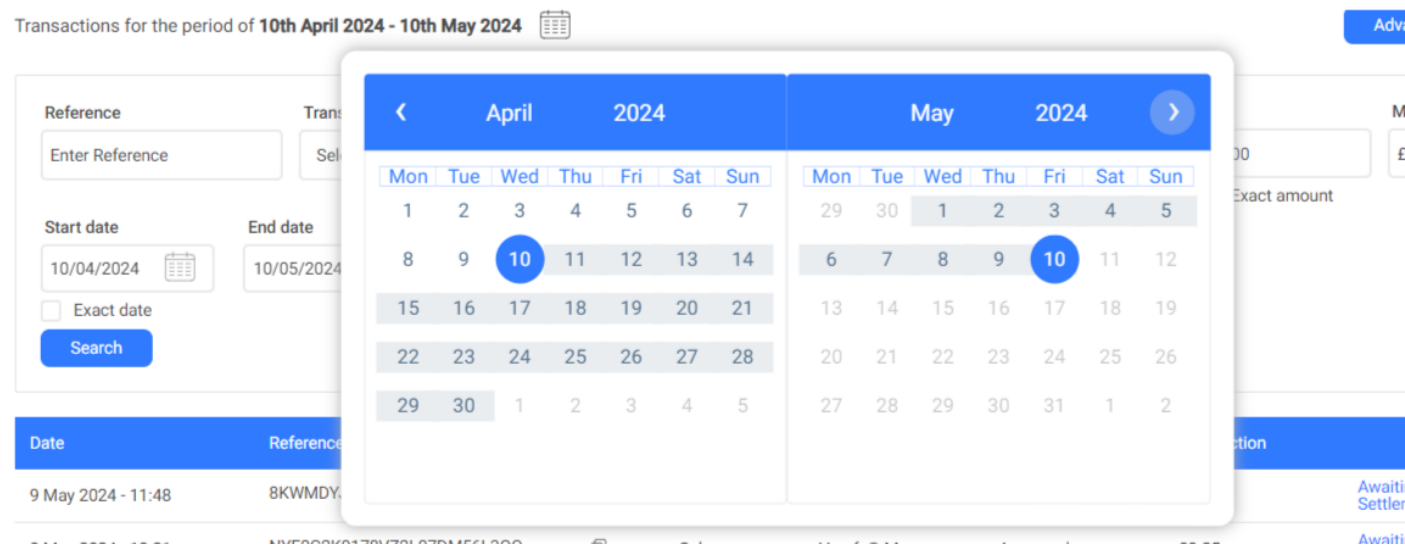 Transactions for the period of 10th April 2024 - 10th May 2024
Reference
Enter Reference
Start date End date
10/04/2024 10/05/2024
Exact date
Search
April 2024 May 2024
Mon Tue Wed Thu Fri Sat Sun Mon Tue Wed Thu Fri Sat Sun
1 2 3 4 5 6 7 29 30 1 2 3 4 5
8 9 10 11 12 13 14 6 7 8 9 10 11 12
15 16 17 18 19 20 21 13 14 15 16 17 18 19
22 23 24 25 26 27 28 20 21 22 23 24 25 26
29 30 1 2 3 4 5 27 28 29 30 31 1 2
Exact amount
Date Reference
9 May 2024 - 11:48 8KWMDY